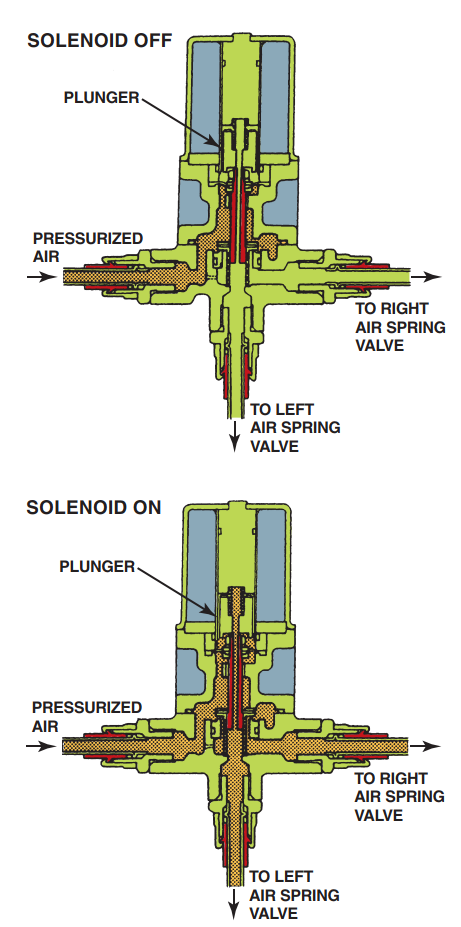 SOLENOID OFF
PLUNGER
PRESSURIZED
AIR
TO RIGHT
AIR SPRING
VALVE
TO LEFT
AIR SPRING
VALVE
SOLENOID ON
PLUNGER
PRESSURIZED
AIR
TO RIGHT
AIR SPRING
VALVE
TO LEFT
AIR SPRING
VALVE